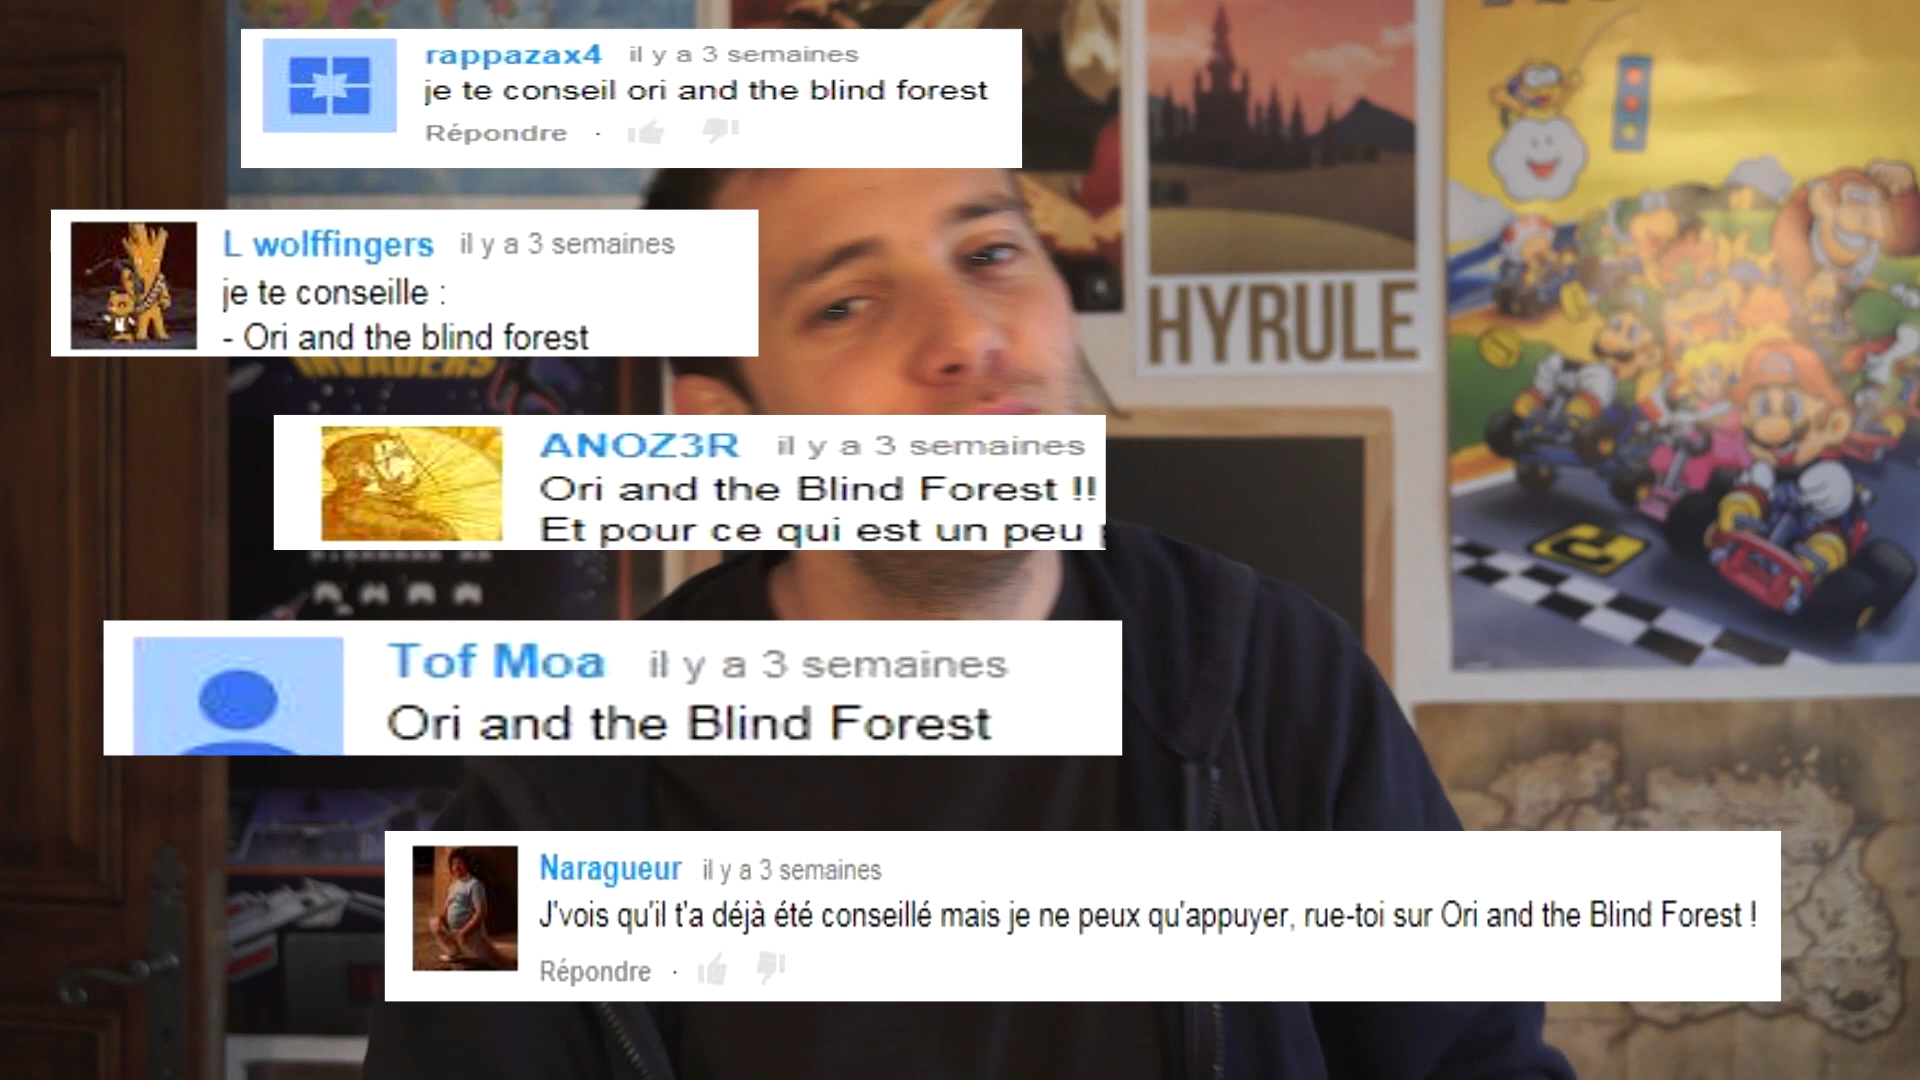 rappazax4 il y a 3 semaines
je te conseil ori and the blind forest
Répondre ·
L wolffingers il y a 3 semaines
je te conseille :
- Ori and the blind forest
INVADERS
HYRULE
ANOZ3R il y a 3 semaines
Ori and the Blind Forest !!
Et pour ce qui est un peu
Tof Moa il y a 3 semaines
Ori and the Blind Forest
Naragueur il y a 3 semaines
J'vois qu'il t'a déjà été conseillé mais je ne peux qu'appuyer, rue-toi sur Ori and the Blind Forest !
Répondre ·